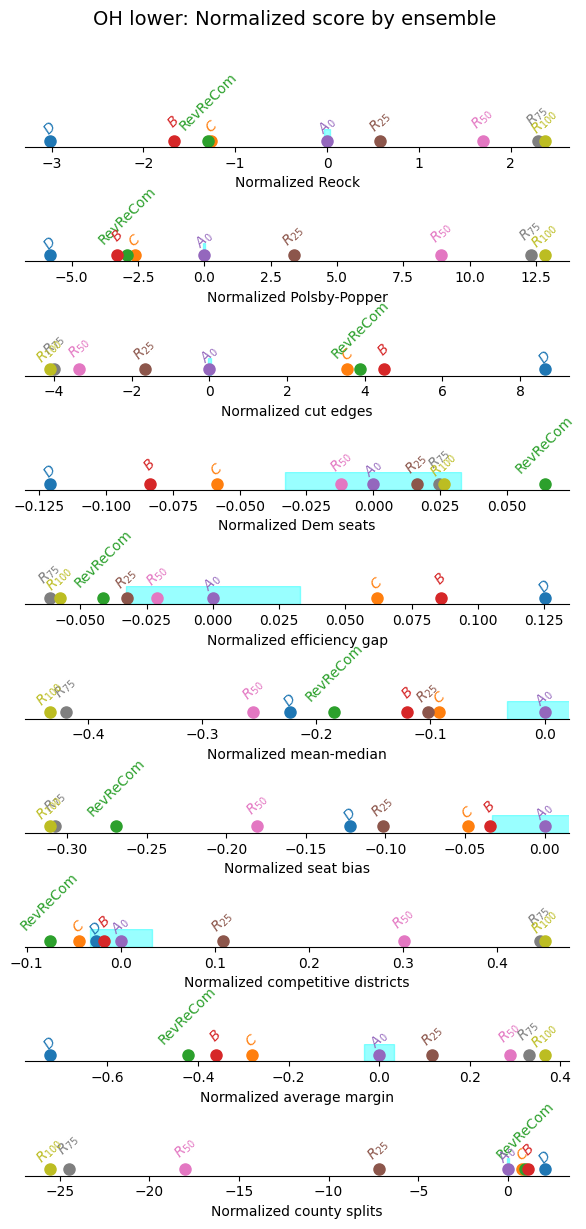 OH lower: Normalized score by ensemble
D B RevReCom C A0 R25 R50 R75 R100
−3 −2 −1 0 1 2
Normalized Reock
D B RevReCom C A0 R25 R50 R75 R100
−5.0 −2.5 0.0 2.5 5.0 7.5 10.0 12.5
Normalized Polsby-Popper
R100 R75 R50 R25 A0 C RevReCom B D
−4 −2 0 2 4 6 8
Normalized cut edges
D B C R50 A0 R25 R75 R100 RevReCom
−0.125 −0.100 −0.075 −0.050 −0.025 0.000 0.025 0.050
Normalized Dem seats
R75 R100 RevReCom R25 R50 A0 C B D
−0.050 −0.025 0.000 0.025 0.050 0.075 0.100 0.125
Normalized efficiency gap
R100 R75 R50 D RevReCom B R25 C A0
−0.4 −0.3 −0.2 −0.1 0.0
Normalized mean-median
R100 R75 RevReCom R50 D R25 C B A0
−0.30 −0.25 −0.20 −0.15 −0.10 −0.05 0.00
Normalized seat bias
RevReCom C D B A0 R25 R50 R75 R100
−0.1 0.0 0.1 0.2 0.3 0.4
Normalized competitive districts
D RevReCom B C A0 R25 R50 R75 R100
−0.6 −0.4 −0.2 0.0 0.2 0.4
Normalized average margin
R100 R75 R50 R25 A0 C RevReCom B D
−25 −20 −15 −10 −5 0
Normalized county splits